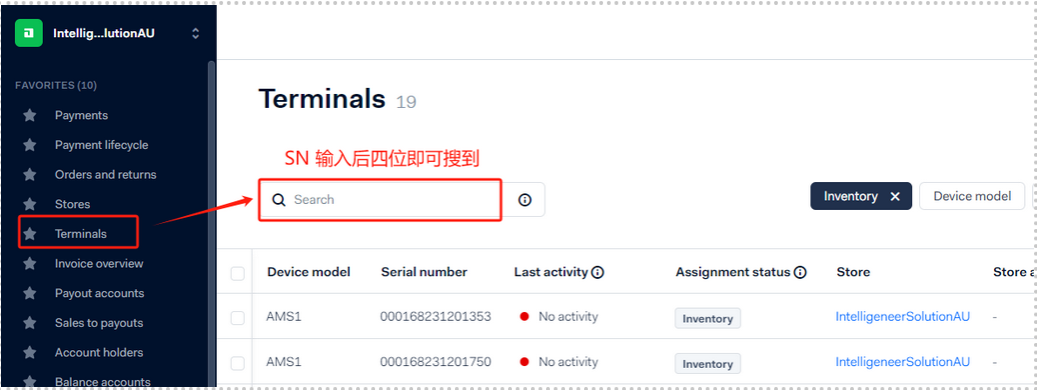 Intellig...lutionAU
FAVORITES (10)
Payments
Payment lifecycle
Orders and returns
Stores
Terminals
Invoice overview
Payout accounts
Sales to payouts
Account holders
Balance accounts
Terminals 19
SN 输入后四位即可搜到
Search
Inventory
Device model
Device model Serial number Last activity Assignment status Store Store a
AMS1 000168231201353 No activity Inventory IntelligeneerSolutionAU -
AMS1 000168231201750 No activity Inventory IntelligeneerSolutionAU -